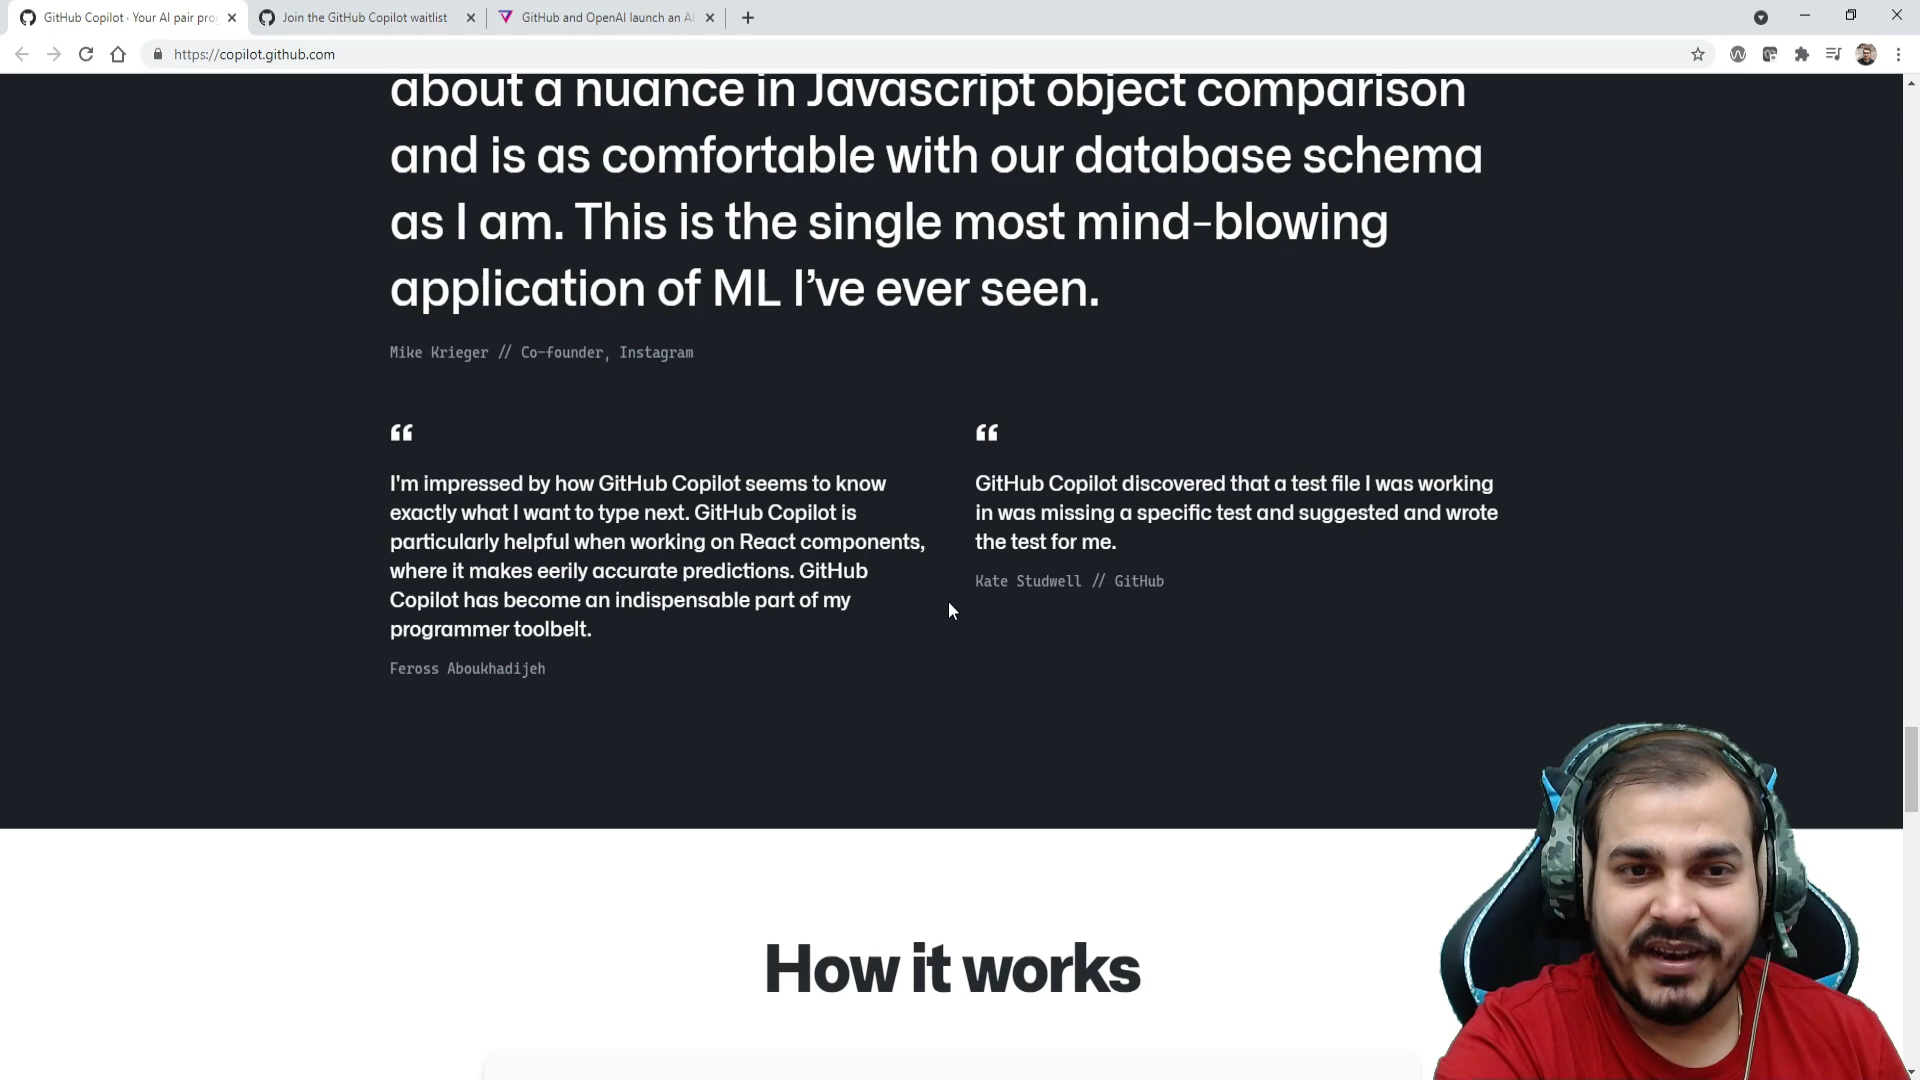 GitHub Copilot · Your AI pair pro
Join the GitHub Copilot waitlist
GitHub and OpenAI launch an AI
https://copilot.github.com
about a nuance in Javascript object comparison
and is as comfortable with our database schema
as I am. This is the single most mind-blowing
application of ML I’ve ever seen.
Mike Krieger // Co-founder, Instagram
“
I'm impressed by how GitHub Copilot seems to know
exactly what I want to type next. GitHub Copilot is
particularly helpful when working on React components,
where it makes eerily accurate predictions. GitHub
Copilot has become an indispensable part of my
programmer toolbelt.
Feross Aboukhadijeh
“
GitHub Copilot discovered that a test file I was working
in was missing a specific test and suggested and wrote
the test for me.
Kate Studwell // GitHub
How it works